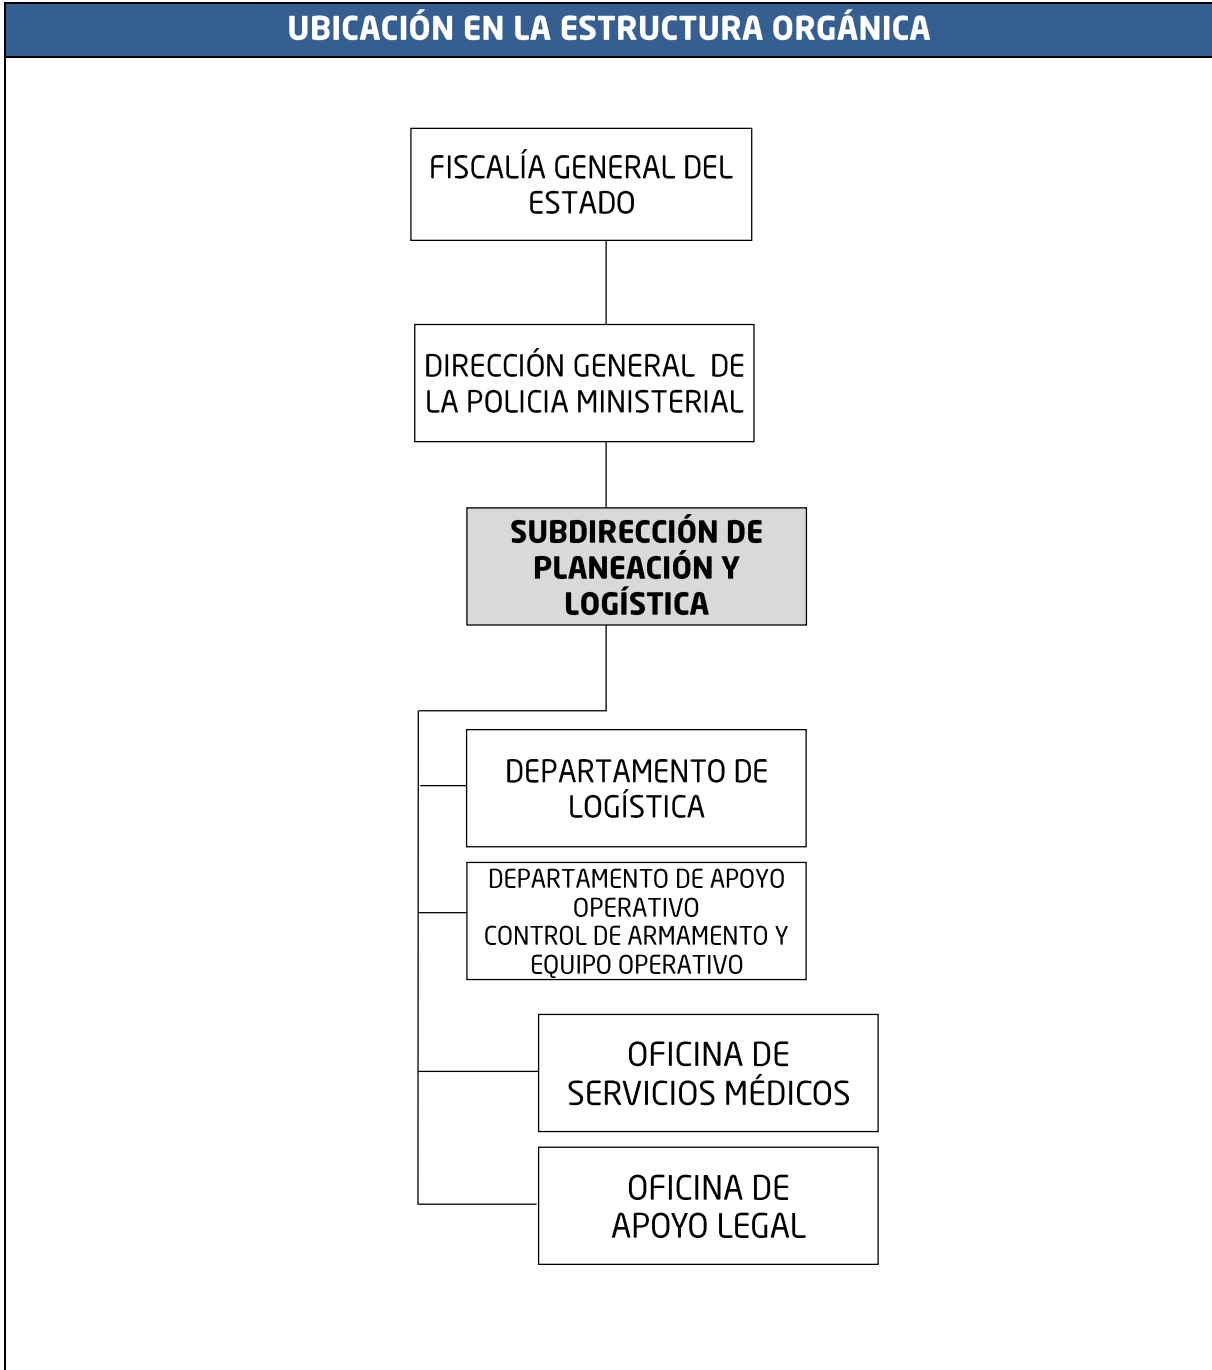 UBICACIÓN EN LA ESTRUCTURA ORGÁNICA
FISCALÍA GENERAL DEL
ESTADO
DIRECCIÓN GENERAL  DE
LA POLICIA MINISTERIAL
SUBDIRECCIÓN DE
PLANEACIÓN Y
LOGÍSTICA
DEPARTAMENTO DE
LOGÍSTICA
DEPARTAMENTO DE APOYO
OPERATIVO
CONTROL DE ARMAMENTO Y
EQUIPO OPERATIVO
OFICINA DE
SERVICIOS MÉDICOS
OFICINA DE
APOYO LEGAL